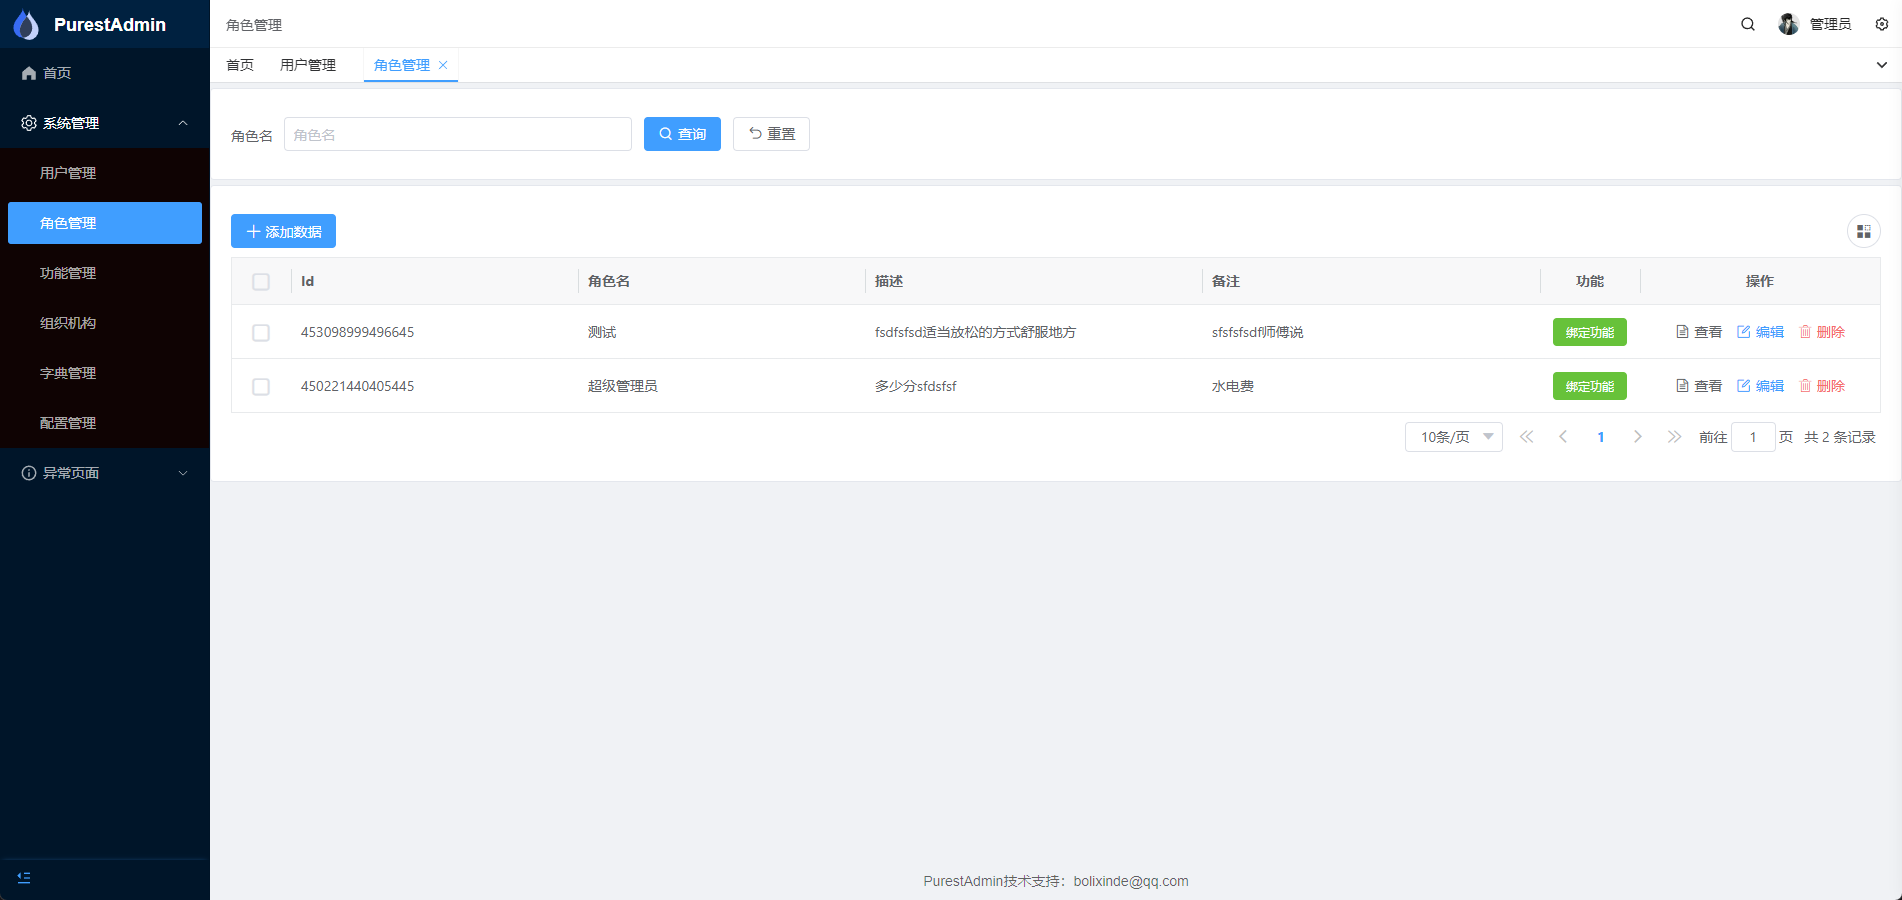 PurestAdmin
首页
系统管理
用户管理
角色管理
功能管理
组织机构
字典管理
配置管理
异常页面
角色管理
管理员
首页 用户管理 角色管理
角色名 角色名 查询 重置
添加数据
Id 角色名 描述 备注 功能 操作
453098999496645 测试 fsdfsfsd适当放松的方式舒服地方 sfsfsfsdf师傅说 绑定功能 查看 编辑 删除
450221440405445 超级管理员 多少分sfdsfsf 水电费 绑定功能 查看 编辑 删除
10条/页 1 前往 1 页 共 2 条记录
PurestAdmin技术支持：bolixinde@qq.com